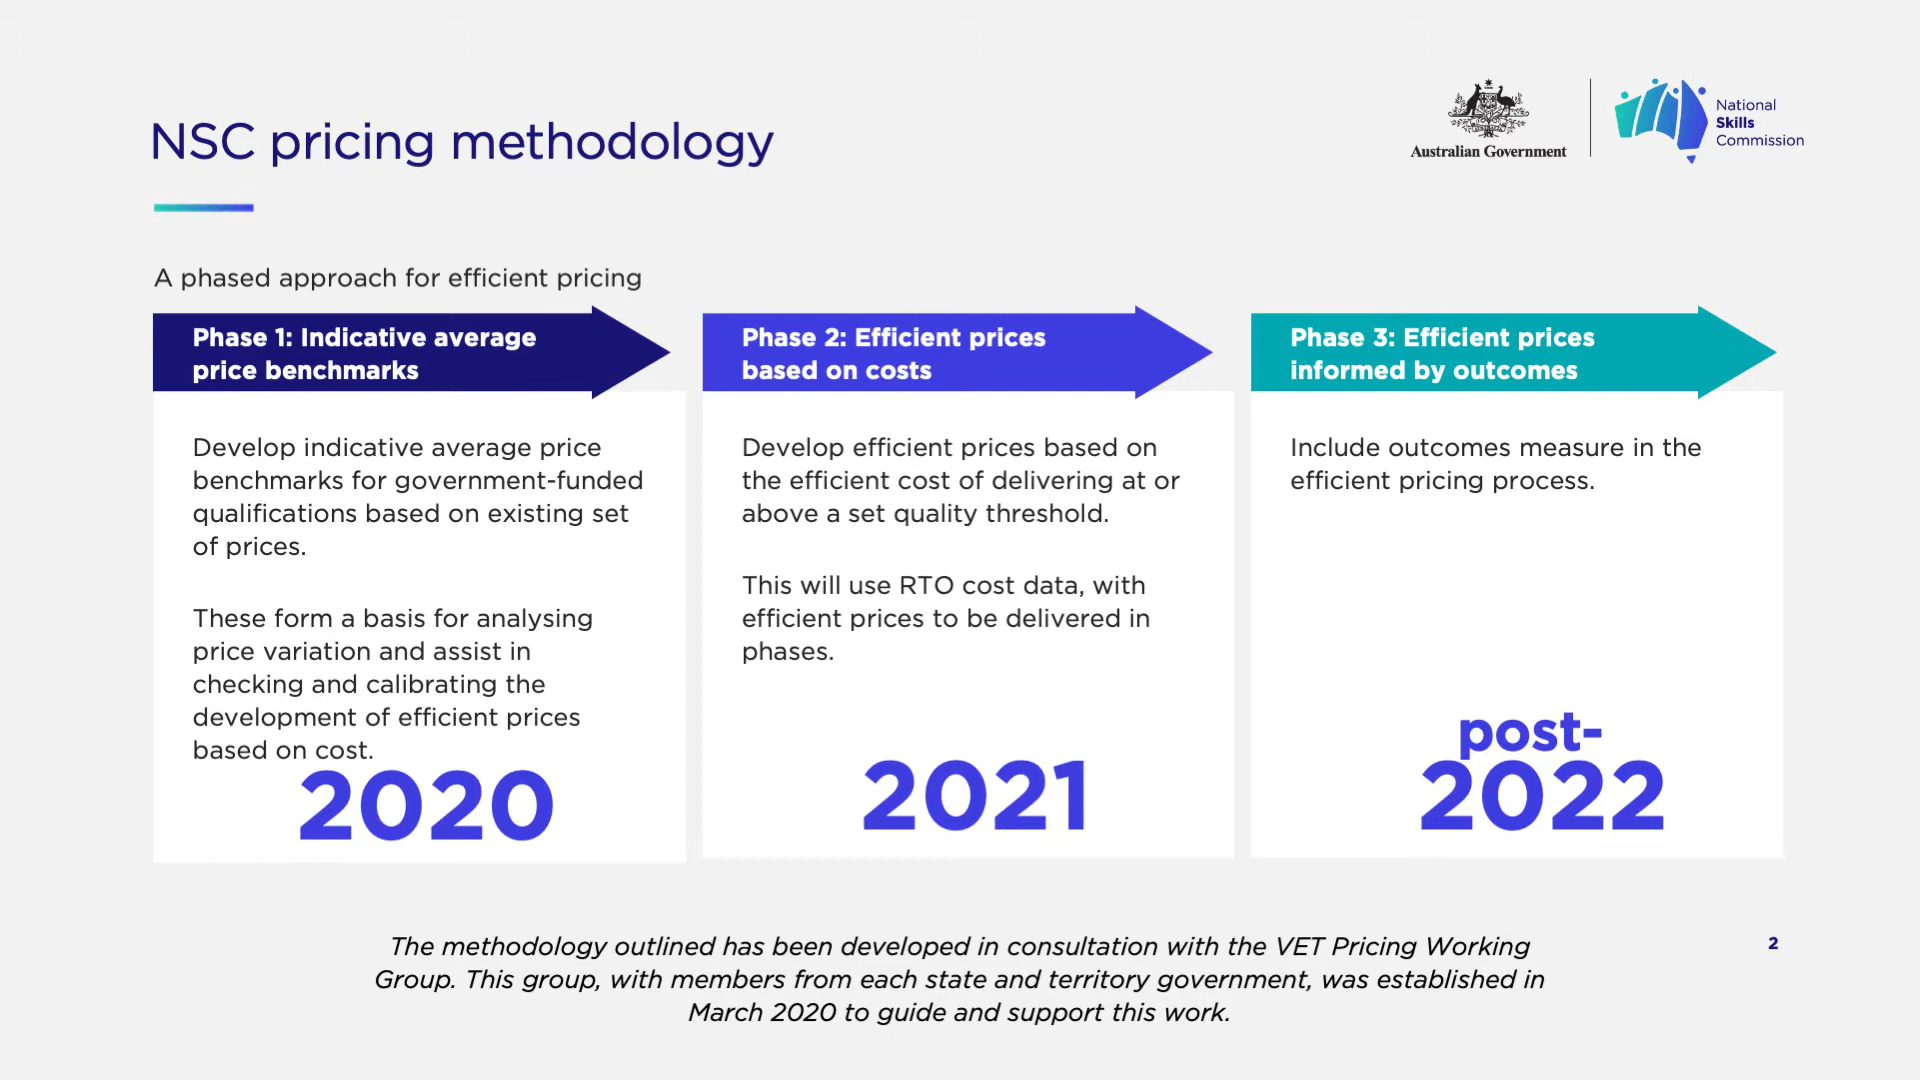 NSC pricing methodology
Australian Government
National
Skills
Commission
A phased approach for efficient pricing
Phase 1: Indicative average
price benchmarks
Develop indicative average price
benchmarks for government-funded
qualifications based on existing set
of prices.
These form a basis for analysing
price variation and assist in
checking and calibrating the
development of efficient prices
based on cost.
2020
Phase 2: Efficient prices
based on costs
Develop efficient prices based on
the efficient cost of delivering at or
above a set quality threshold.
This will use RTO cost data, with
efficient prices to be delivered in
phases.
2021
Phase 3: Efficient prices
informed by outcomes
Include outcomes measure in the
efficient pricing process.
post-
2022
The methodology outlined has been developed in consultation with the VET Pricing Working
Group. This group, with members from each state and territory government, was established in
March 2020 to guide and support this work.
2